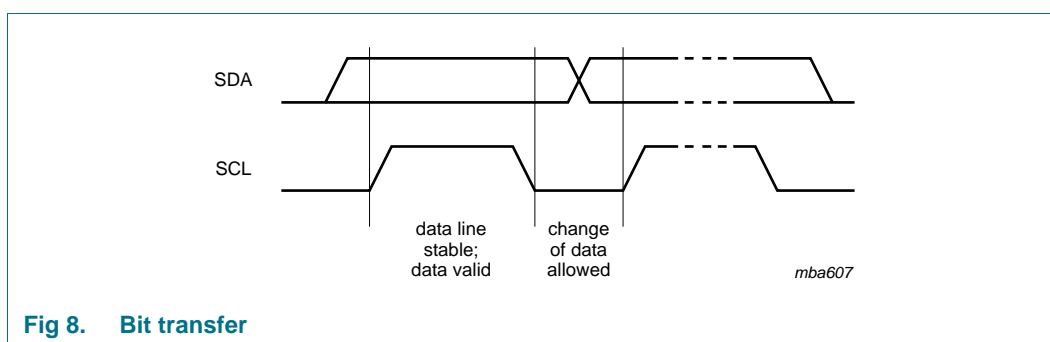 SDA
SCL
data line
stable;
data valid
change
of data
allowed
mba607
Fig 8. Bit transfer